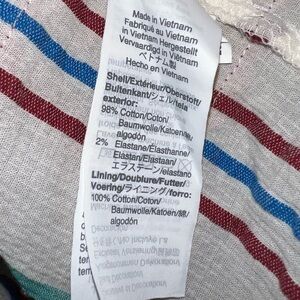 Made in Vietnam
Fabriqué au Vietnam
in Vietnam Hergestellt
Vervaardigd in Viëtnam
ベトナム製
Hecho en Vietnam
Shell/Extérieur/Oberstoff/
Buitenkant/シェル/tela
exterior:
98% Cotton/Coton/
Baumwolle/Katoen/綿/
algodón
2% Elastane/Élasthanne/
Elastan/Elastaan/
エラステーン/elastano
Lining/Doublure/Futter/
Voering/ライニング/forro:
100% Cotton/Coton/
Baumwolle/Katoen/綿/
algodón